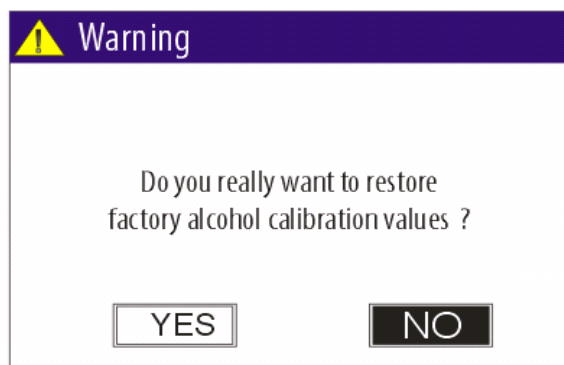 Warning
Do you really want to restore
factory alcohol calibration values ?
YES
NO